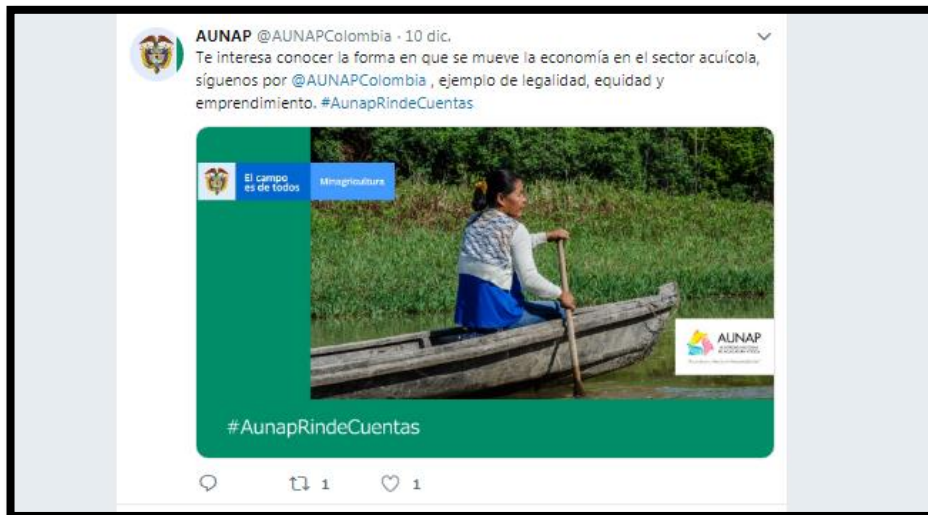 AUNAP @AUNAPColombia · 10 dic.
Te interesa conocer la forma en que se mueve la economía en el sector acuícola,
síguenos por @AUNAPColombia , ejemplo de legalidad, equidad y
emprendimiento. #AunapRindeCuentas
El campo
es de todos
Minagricultura
AUNAP
#AunapRindeCuentas
1
1